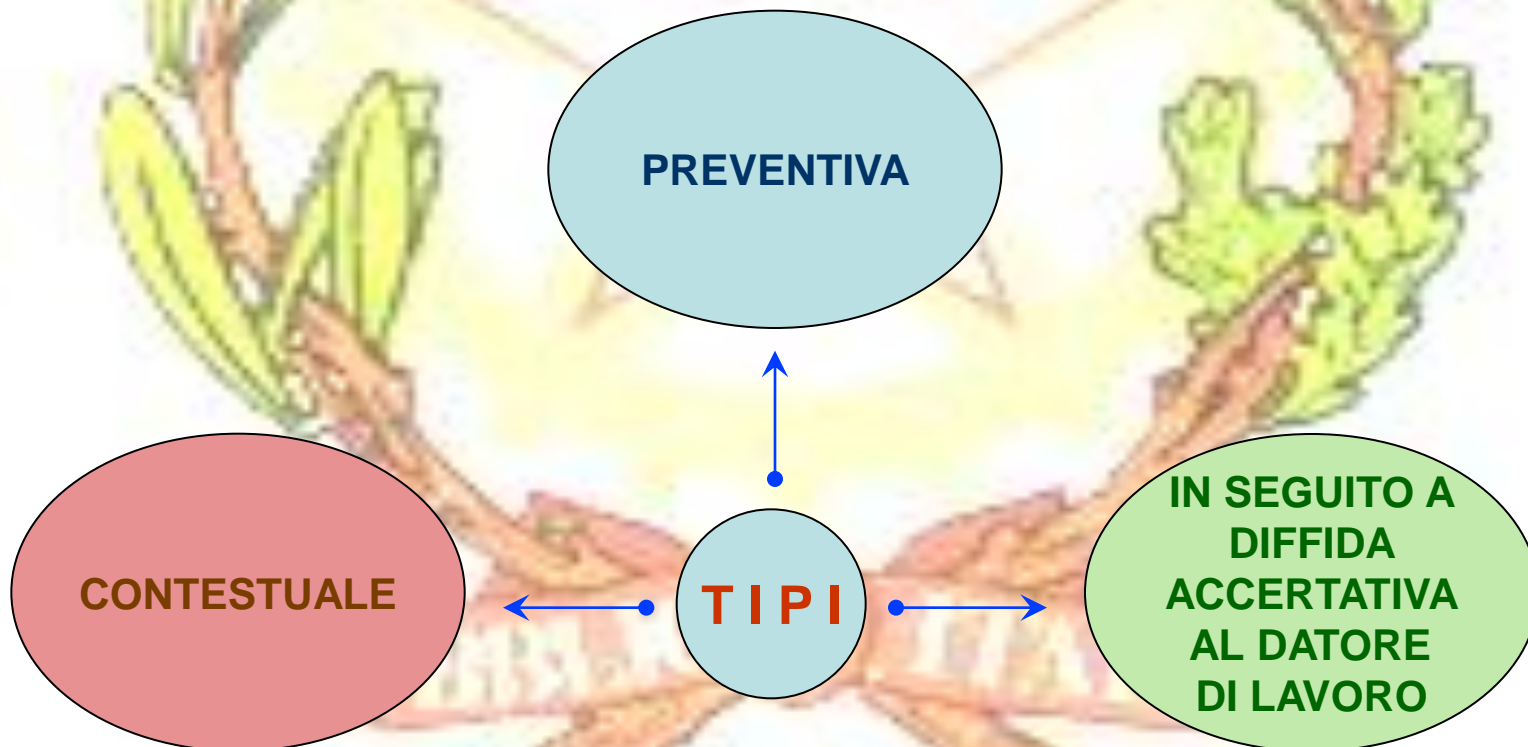 PREVENTIVA
CONTESTUALE
T I P I
IN SEGUITO A
DIFFIDA
ACCERTATIVA
AL DATORE
DI LAVORO